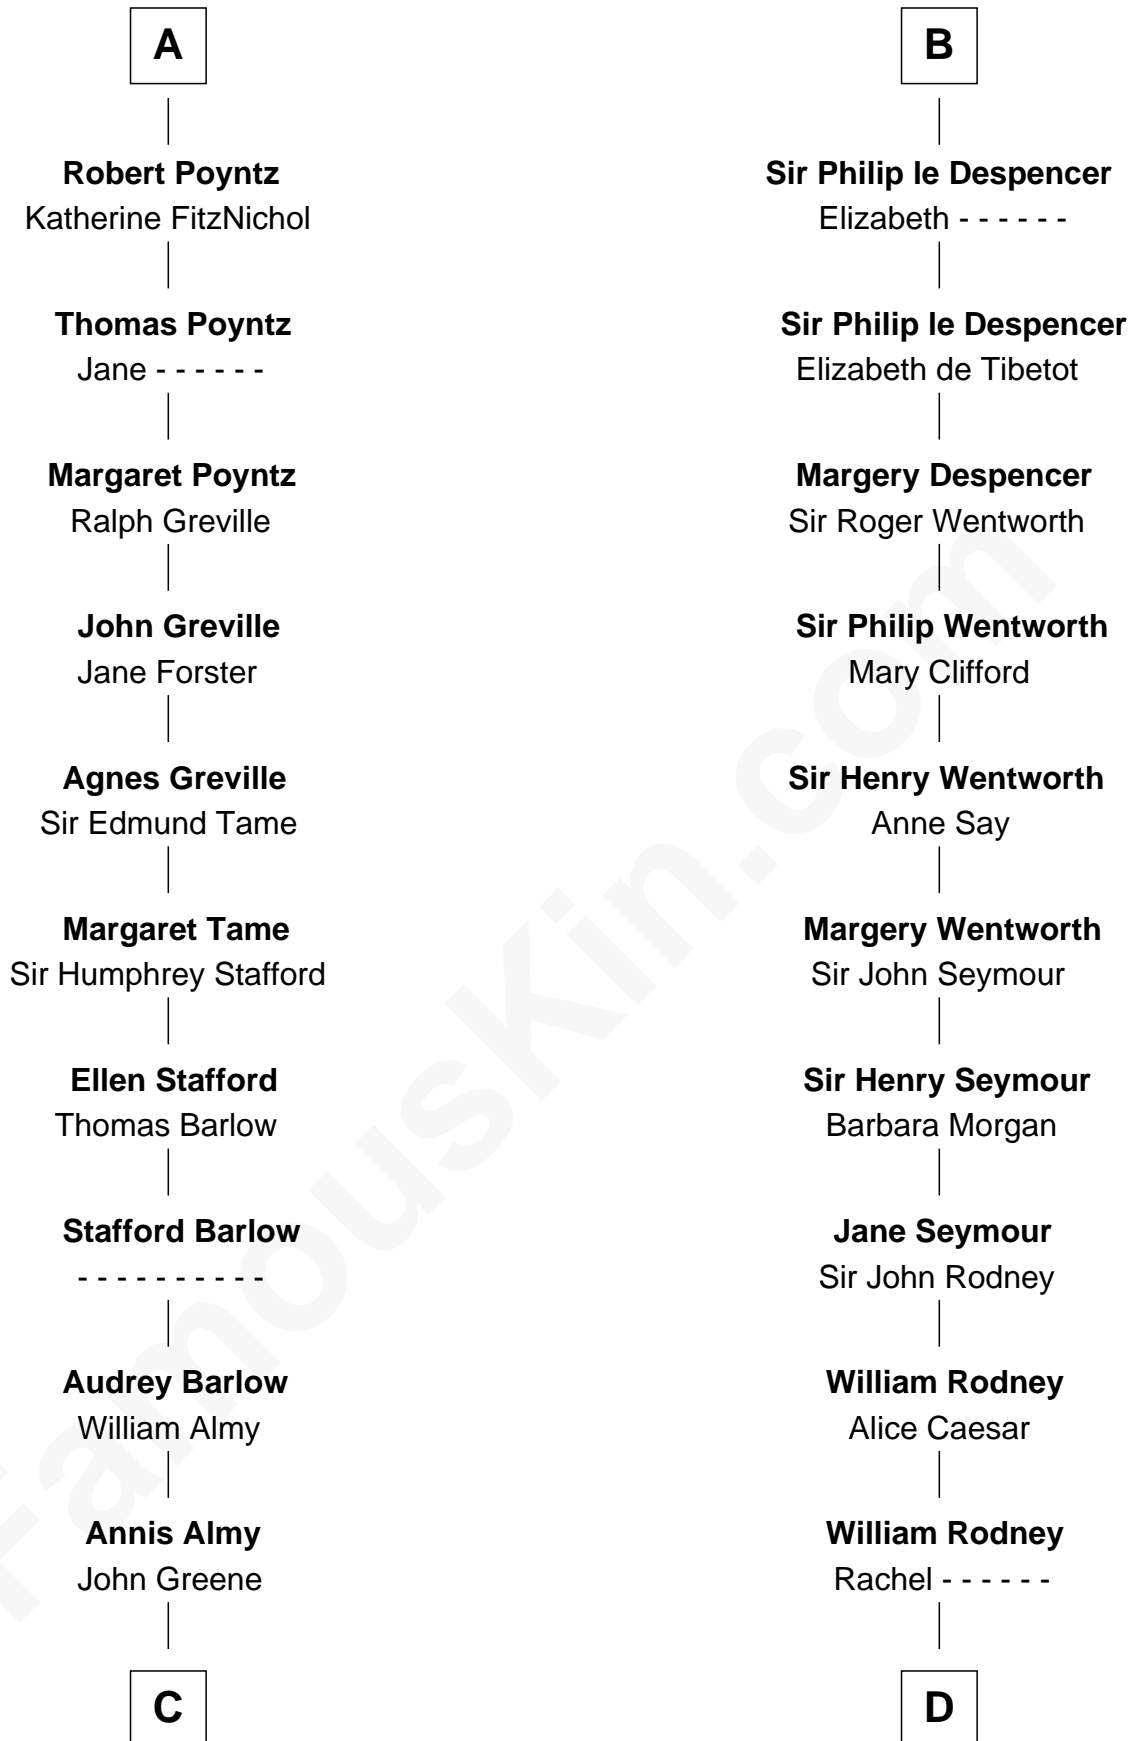 A
Robert Poyntz
Katherine FitzNichol
Thomas Poyntz
Jane - - - - - -
Margaret Poyntz
Ralph Greville
John Greville
Jane Forster
Agnes Greville
Sir Edmund Tame
Margaret Tame
Sir Humphrey Stafford
Ellen Stafford
Thomas Barlow
Stafford Barlow
- - - - - - - - - -
Audrey Barlow
William Almy
Annis Almy
John Greene
C
B
Sir Philip le Despencer
Elizabeth - - - - - -
Sir Philip le Despencer
Elizabeth de Tibetot
Margery Despencer
Sir Roger Wentworth
Sir Philip Wentworth
Mary Clifford
Sir Henry Wentworth
Anne Say
Margery Wentworth
Sir John Seymour
Sir Henry Seymour
Barbara Morgan
Jane Seymour
Sir John Rodney
William Rodney
Alice Caesar
William Rodney
Rachel - - - - - -
D
FamousKin.com